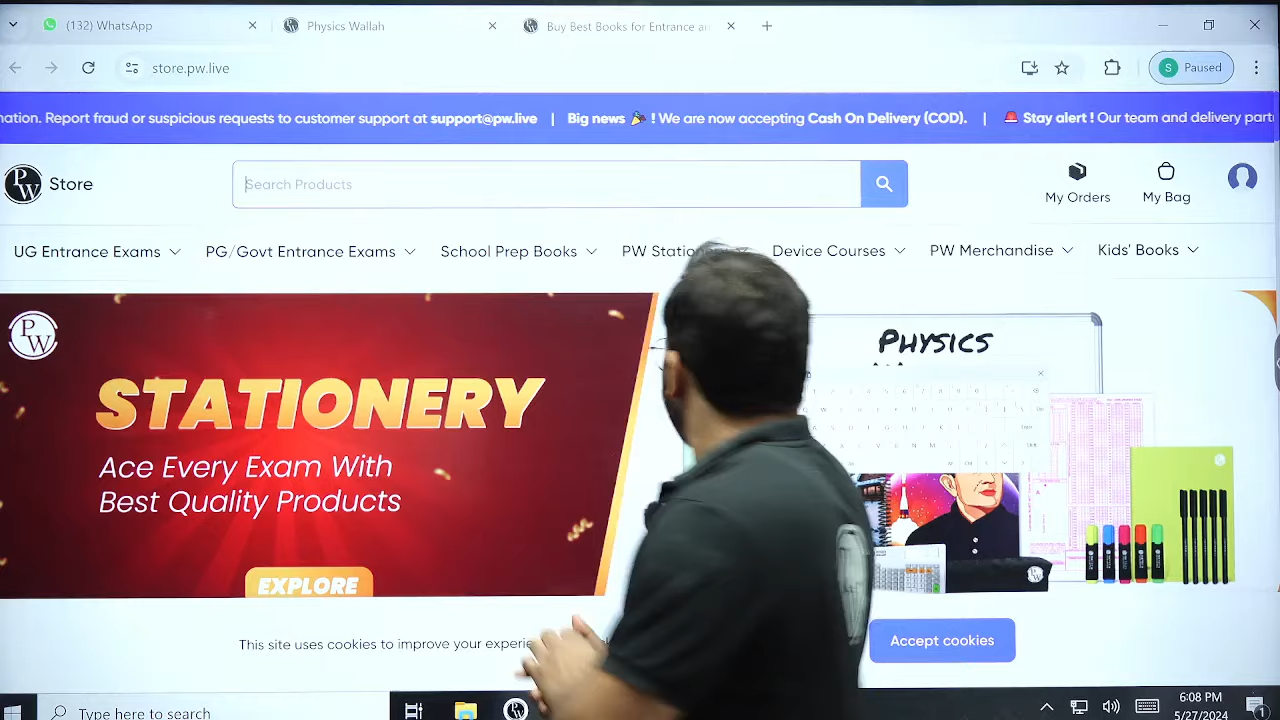 (132) WhatsApp
Physics Wallah
Buy Best Books for Entrance an
store.pw.live
S Paused
nation. Report fraud or suspicious requests to customer support at support@pw.live | Big news 🎉 ! We are now accepting Cash On Delivery (COD). | 🚨 Stay alert ! Our team and delivery part
PW Store
Search Products
My Orders
My Bag
UG Entrance Exams
PG/Govt Entrance Exams
School Prep Books
PW Stationery
Device Courses
PW Merchandise
Kids' Books
PW
STATIONERY
Ace Every Exam With
Best Quality Products
EXPLORE
PHYSICS
This site uses cookies to improve your experie
Accept cookies
Type here to search
PW
6:08 PM
5/27/2024
1